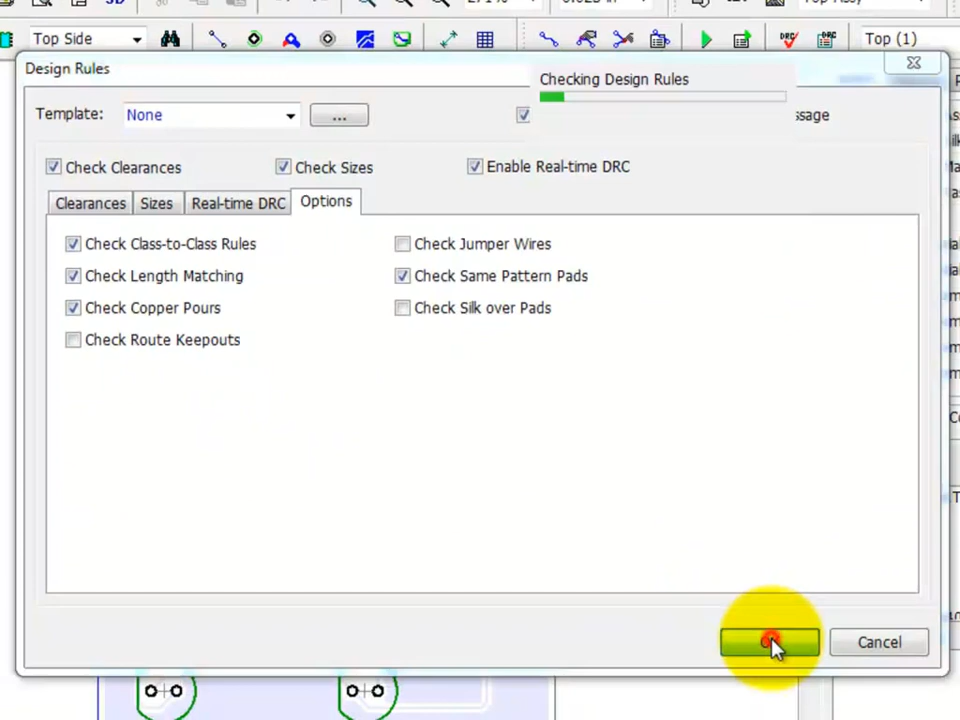 Top Side
Top (1)
Design Rules
Checking Design Rules
Template: None ...
ssage
Check Clearances Check Sizes Enable Real-time DRC
Clearances Sizes Real-time DRC Options
Check Class-to-Class Rules Check Jumper Wires
Check Length Matching Check Same Pattern Pads
Check Copper Pours Check Silk over Pads
Check Route Keepouts
Cancel